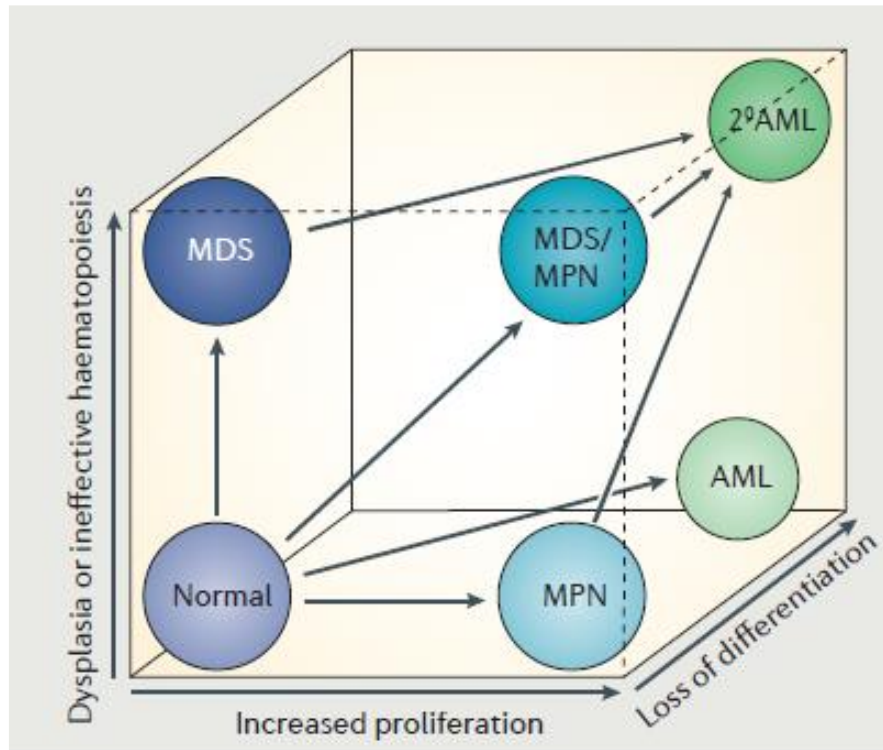 2ºAML
MDS
MDS/
MPN
AML
Normal
MPN
Dysplasia or ineffective haematopoiesis
Increased proliferation
Loss of differentiation